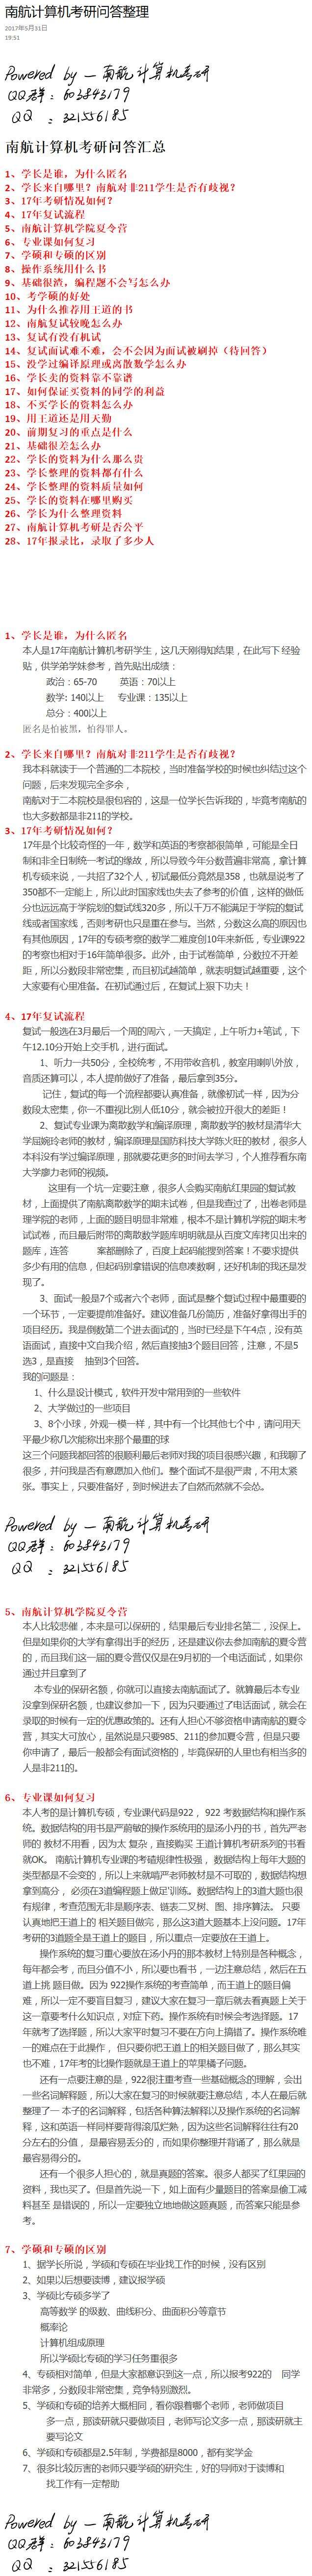 南航计算机考研问答整理
2017年5月31日
19:51
Powered by — 南航计算机考研
QQ群：603843179
QQ ：321556185
南航计算机考研问答汇总
1、学长是谁，为什么匿名
2、学长来自哪里？南航对非211学生是否有歧视？
3、17年考研情况如何？
4、17年复试流程
5、南航计算机学院夏令营
6、专业课如何复习
7、学硕和专硕的区别
8、操作系统用什么书
9、基础很渣，编程题不会写怎么办
10、考学硕的好处
11、为什么推荐用王道的书
12、南航复试较晚怎么办
13、复试有没有机试
14、复试面试难不难，会不会因为面试被刷掉（待回答）
15、没学过编译原理或离散数学怎么办
16、学长卖的资料靠不靠谱
17、如何保证买资料的同学的利益
18、不买学长的资料怎么办
19、用王道还是用天勤
20、前期复习的重点是什么
21、基础很差怎么办
22、学长的资料为什么那么贵
23、学长整理的资料都有什么
24、学长整理的资料质量如何
25、学长的资料在哪里购买
26、学长为什么整理资料
27、南航计算机考研是否公平
28、17年报录比，录取了多少人
1、学长是谁，为什么匿名
本人是17年南航计算机考研学生，这几天刚得知结果，在此写下 经验
贴，供学弟学妹参考，首先贴出成绩：
政治：65-70 英语：70以上
数学: 140以上 专业课：135以上
总分：400以上
匿名是怕被黑，怕得罪人。
2、学长来自哪里？南航对非211学生是否有歧视？
我本科就读于一个普通的二本院校，当时准备学校的时候也纠结过这个
问题，后来发现完全多余，
南航对于二本院校是很包容的，这是一位学长告诉我的，毕竟考南航的
也大多数都是非211的学校。
3、17年考研情况如何？
17年是个比较奇怪的一年，数学和英语的考察都很简单，可能是全日
制和非全日制统一考试的缘故，所以导致今年分数普遍非常高，拿计算
机专硕来说，一共招了32个人，初试最低分竟然是358，也就是说考了
350都不一定能上，所以此时国家线也失去了参考的价值，这样的做低
分也远远高于学院划的复试线320多，所以千万不能满足于学院的复试
线或者国家线，否则考研也只是重在参与。当然，分数这么高的原因也
有其他原因，17年的专硕考察的数学二难度创10年来新低，专业课922
的考察也相对于16年简单很多。此外，由于试卷简单，分数拉不开差
距，所以分数段非常密集，而且初试越简单，就表明复试越重要，这个
大家要有心里准备。在初试通过后，在复试上狠下功夫！
4、17年复试流程
复试一般选在3月最后一个周的周六，一天搞定，上午听力+笔试，下
午12.10分开始上交手机，进行面试。
1、听力一共50分，全校统考，不用带收音机，教室用喇叭外放，
音质还算可以，本人提前做好了准备，最后拿到35分。
记住，复试的每一个流程都要认真准备，就像初试一样，因为分
数段太密集，你一不重视比别人低10分，就会被拉开很大的差距！
2、复试专业课为离散数学和编译原理，离散数学的教材是清华大
学屈婉玲老师的教材，编译原理是国防科技大学陈火旺的教材，很多人
本科没有学过编译原理，那就要花更多的时间去学习，个人推荐看东南
大学廖力老师的视频。
这里有一个坑一定要注意，很多人会购买南航红果园的复试教
材，上面提供了南航离散数学的期末试卷，但是我查过了，出卷老师是
理学院的老师，上面的题目明显非常难，根本不是计算机学院的期末考
试试卷，而且最后附带的离散数学题库明明就是从百度文库拷贝出来的
题库，连答 案都删除了，百度上起码能搜到答案！不要求提供
多少有用的信息，但起码别拿错误的信息凑数啊，还好机制的我还是发
现了。
3、面试一般是7个或者六个老师，面试是整个复试过程中最重要的
一个环节，一定要提前准备好。建议准备几份简历，准备好拿得出手的
项目经历。我是倒数第二个进去面试的，当时已经是下午4点，没有英
语面试，直接中文自我介绍，然后直接抽3个题目回答，注意，不是5
选3，是直接 抽到3个回答。
我的问题是：
1、什么是设计模式，软件开发中常用到的一些软件
2、大学做过的一些项目
3、8个小球，外观一模一样，其中有一个比其他七个中，请问用天
平最少称几次能称出来那个最重的球
这三个问题我都回答的很顺利最后老师对我的项目很感兴趣，和我聊了
很多，并问我是否有意愿加入他们。整个面试不是很严肃，不用太紧
张。事实上，只要准备好，到时候进去了自然而然就不会怂。
Powered by — 南航计算机考研
QQ群：603843179
QQ ：321556185
5、南航计算机学院夏令营
本人比较悲催，本来是可以保研的，结果最后专业排名第二，没保上。
但是如果你的大学有拿得出手的经历，还是建议你去参加南航的夏令营
的，而且我们这一届的夏令营仅仅是在9月初的一个电话面试，如果你
通过并且拿到了
本专业的保研名额，你就可以直接去南航面试了。就算最后本专业
没拿到保研名额，也建议参加一下，因为只要通过了电话面试，就会在
录取的时候有一定的优惠政策的。还有人担心不够资格申请南航的夏令
营，其实大可放心，虽然说是只要985、211的参加夏令营，但是只要
你申请了，最后一般都会有面试资格的，毕竟保研的人里也有相当多的
人是非211的。
6、专业课如何复习
本人考的是计算机专硕，专业课代码是922， 922 考数据结构和操作系
统。数据结构的用书是严蔚敏的操作系统用的是汤小丹的书，首先严老
师的 教材不用看，因为太 复杂，直接购买 王道计算机考研系列的书看
就OK。 南航计算机专业课的考磕规律性极强， 数据结构上每年大题的
类型都是不会变的，所以上来就啃严老师教材是不可取的，数据结构想
拿到高分， 必须在3道编程题上做足'训练。数据结构上的3道大题也很
有规律，考查范围无非是顺序表、链表二叉树、图、排序算法。 只要
认真地把王道上的 相关题目做完，那么这3道大题基本上没问题。17年
考研的3道题全是王道上的题目，所以重点一定要放在王道上。
操作系统的复习重心要放在汤小丹的那本教材上特别是各种概念，
每年都会考，而且分值不小，所以要也看书，一边注意总结，然后在五
道上挑 题目做。因为 922操作系统的考查简单，而王道上的题目偏
难，所以一定不要盲目复习，建议大家在复习一章后就去看真题上关于
这一章要考什么知识点，对症下药。操作系统有时候会考选择题。17
年就考了选择题，所以大家平时复习不要在方向上搞错了。操作系统唯
一的难点在于此操作， 但只要你把王道上的相关题目做了，那么其实
也不难，17年考的比操作题就是王道上的苹果橘子问题。
还有一点要注意的是，922很注重考查一些基础概念的理解，会出
一些名词解释题，所以大家在复习的时候就要注意总结，本人在最后就
整理了一 本子的名词解释，包括各种算法解释以及操作系统的名词解
释，这和英语一样同样要背得滚瓜烂熟，因为这些名词解释往往有20
分左右的分值， 是最容易丢分的，而如果你整理并背诵了，那么就是
最容易得分的。
还有一个很多人担心的，就是真题的答案。很多人都买了红果园的
资料，我也买了。但是首先说一下，如上面有少量题目的答案是偷工减
料甚至 是错误的，所以一定要独立地地做这题真题，而答案只能是参
考。
7、学硕和专硕的区别
1、据学长所说，学硕和专硕在毕业找工作的时候，没有区别
2、如果以后想要读博，建议报学硕
3、学硕比专硕多学了
高等数学 的级数、曲线积分、曲面积分等章节
概率论
计算机组成原理
所以学硕比专硕的学习任务重很多
4、专硕相对简单，但是大家都意识到这一点，所以报考922的 同学
非常多，分数段非常密集，竞争特别激烈。
5、学硕和专硕的培养大概相同，看你跟着哪个老师，老师做项目
多一点，那读研就只要做项目，老师写论文多一点，那读研就主
要写论文
6、学硕和专硕都是2.5年制，学费都是8000，都有奖学金
7、很多比较厉害的老师只要学硕的研究生，好的导师对于读博和
找工作有一定帮助
Powered by — 南航计算机考研
QQ群：603843179
QQ ：321556185